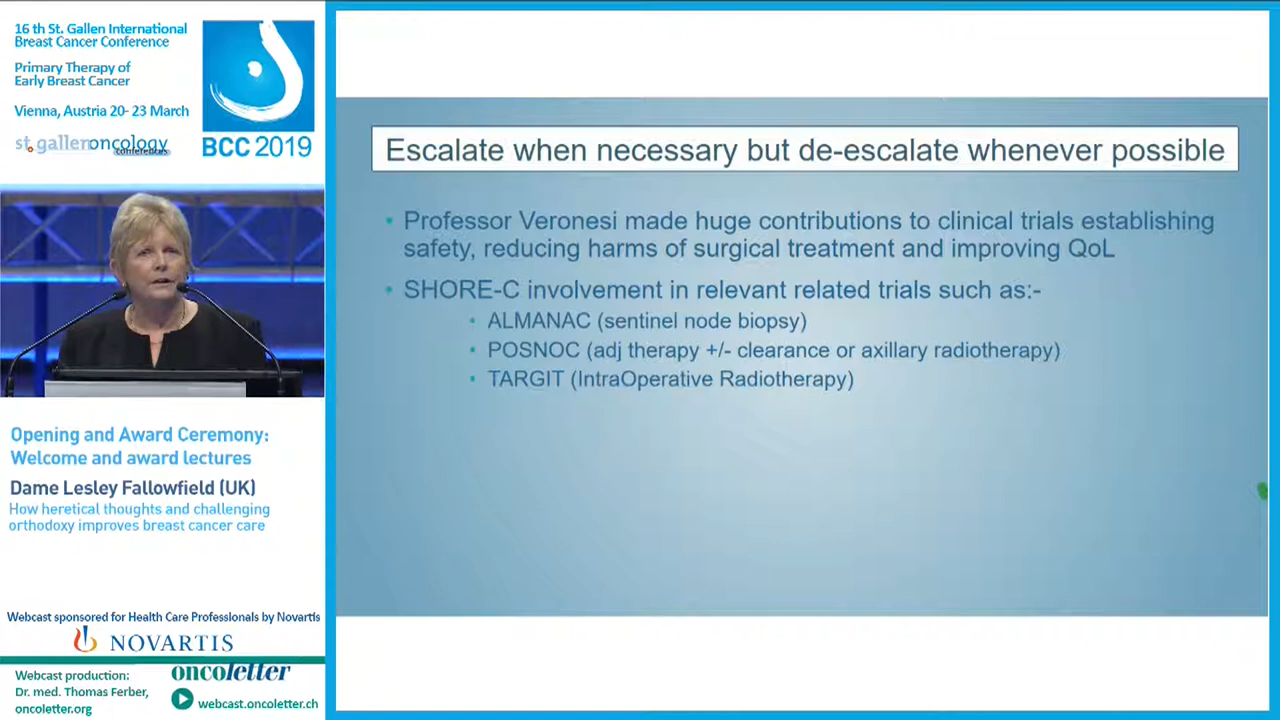 16 th St. Gallen International
Breast Cancer Conference
Primary Therapy of
Early Breast Cancer
Vienna, Austria 20- 23 March
st.gallenoncology
conferences
BCC 2019
Opening and Award Ceremony:
Welcome and award lectures
Dame Lesley Fallowfield (UK)
How heretical thoughts and challenging
orthodoxy improves breast cancer care
Webcast sponsored for Health Care Professionals by Novartis
NOVARTIS
Webcast production:
Dr. med. Thomas Ferber,
oncoletter.org
oncoletter
webcast.oncoletter.ch
Escalate when necessary but de-escalate whenever possible
• Professor Veronesi made huge contributions to clinical trials establishing
safety, reducing harms of surgical treatment and improving QoL
• SHORE-C involvement in relevant related trials such as:-
• ALMANAC (sentinel node biopsy)
• POSNOC (adj therapy +/- clearance or axillary radiotherapy)
• TARGIT (IntraOperative Radiotherapy)